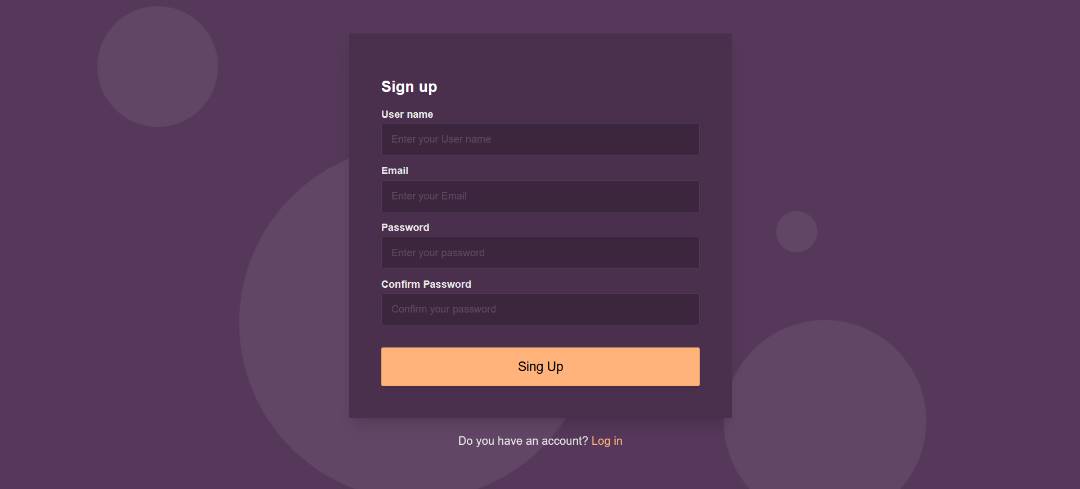 Sign up
User name
Enter your User name
Email
Enter your Email
Password
Enter your password
Confirm Password
Confirm your password
Sing Up
Do you have an account? Log in